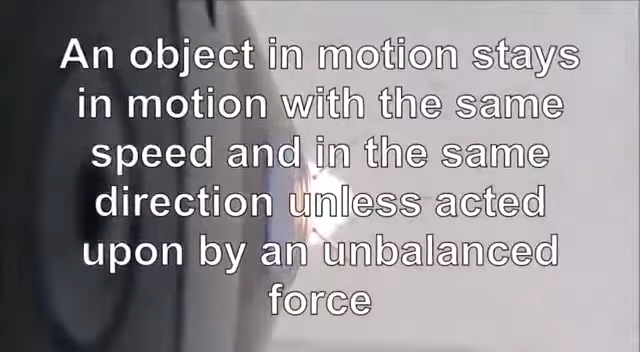 An object in motion stays
in motion with the same
speed and in the same
direction unless acted
upon by an unbalanced
force